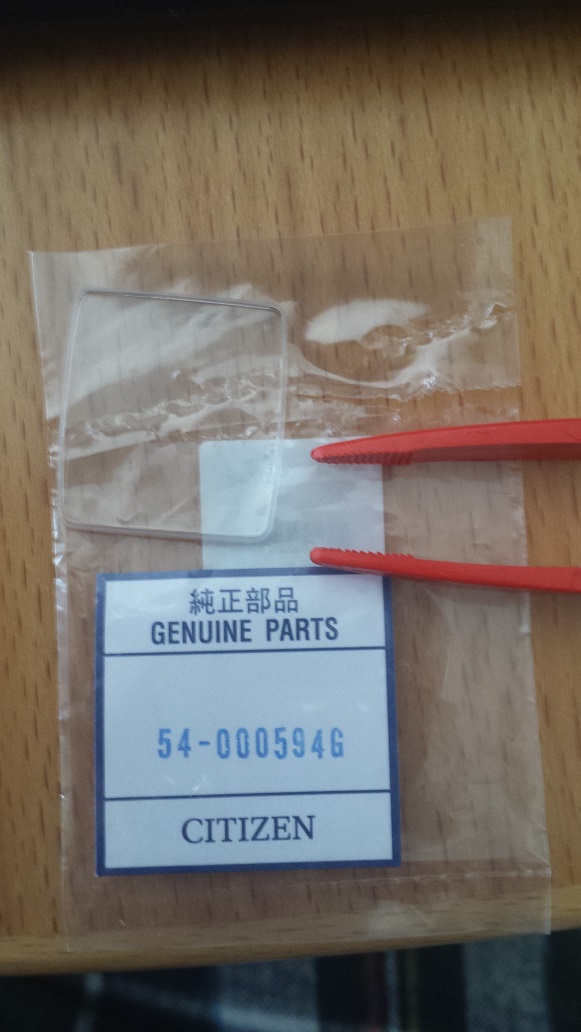 純正部品
GENUINE PARTS
54-000594G
CITIZEN